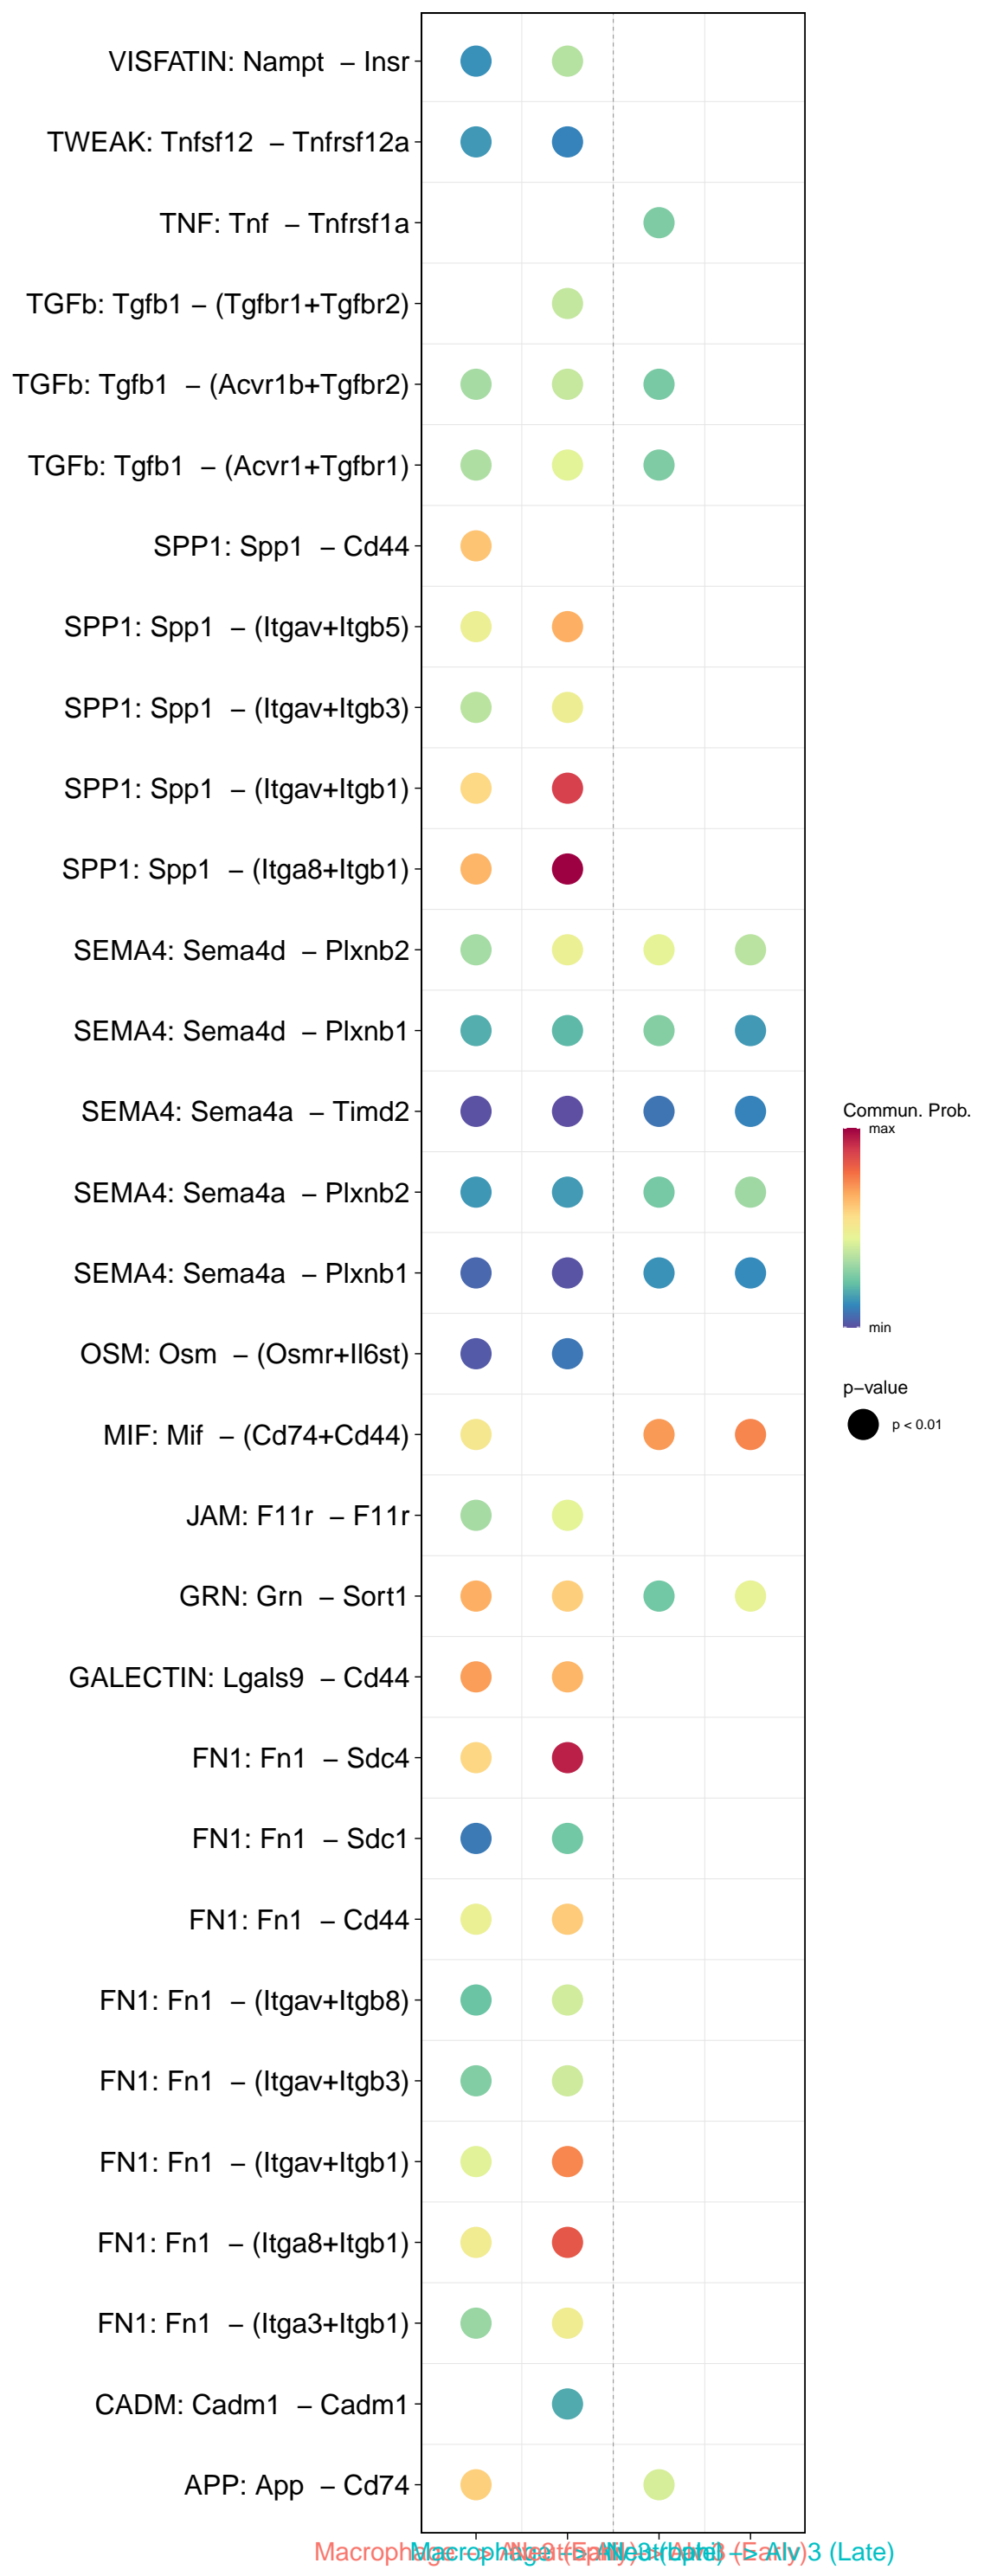 VISFATIN: Nampt – Insr
TWEAK: Tnfsf12 – Tnfrsf12a
TNF: Tnf – Tnfrsf1a
TGFb: Tgfb1 – (Tgfbr1+Tgfbr2)
TGFb: Tgfb1 – (Acvr1b+Tgfbr2)
TGFb: Tgfb1 – (Acvr1+Tgfbr1)
SPP1: Spp1 – Cd44
SPP1: Spp1 – (Itgav+Itgb5)
SPP1: Spp1 – (Itgav+Itgb3)
SPP1: Spp1 – (Itgav+Itgb1)
SPP1: Spp1 – (Itga8+Itgb1)
SEMA4: Sema4d – Plxnb2
SEMA4: Sema4d – Plxnb1
SEMA4: Sema4a – Timd2
SEMA4: Sema4a – Plxnb2
SEMA4: Sema4a – Plxnb1
OSM: Osm – (Osmr+Il6st)
MIF: Mif – (Cd74+Cd44)
JAM: F11r – F11r
GRN: Grn – Sort1
GALECTIN: Lgals9 – Cd44
FN1: Fn1 – Sdc4
FN1: Fn1 – Sdc1
FN1: Fn1 – Cd44
FN1: Fn1 – (Itgav+Itgb8)
FN1: Fn1 – (Itgav+Itgb3)
FN1: Fn1 – (Itgav+Itgb1)
FN1: Fn1 – (Itga8+Itgb1)
FN1: Fn1 – (Itga3+Itgb1)
CADM: Cadm1 – Cadm1
APP: App – Cd74
Commun. Prob.
max
min
p−value
p < 0.01
3 (Late)